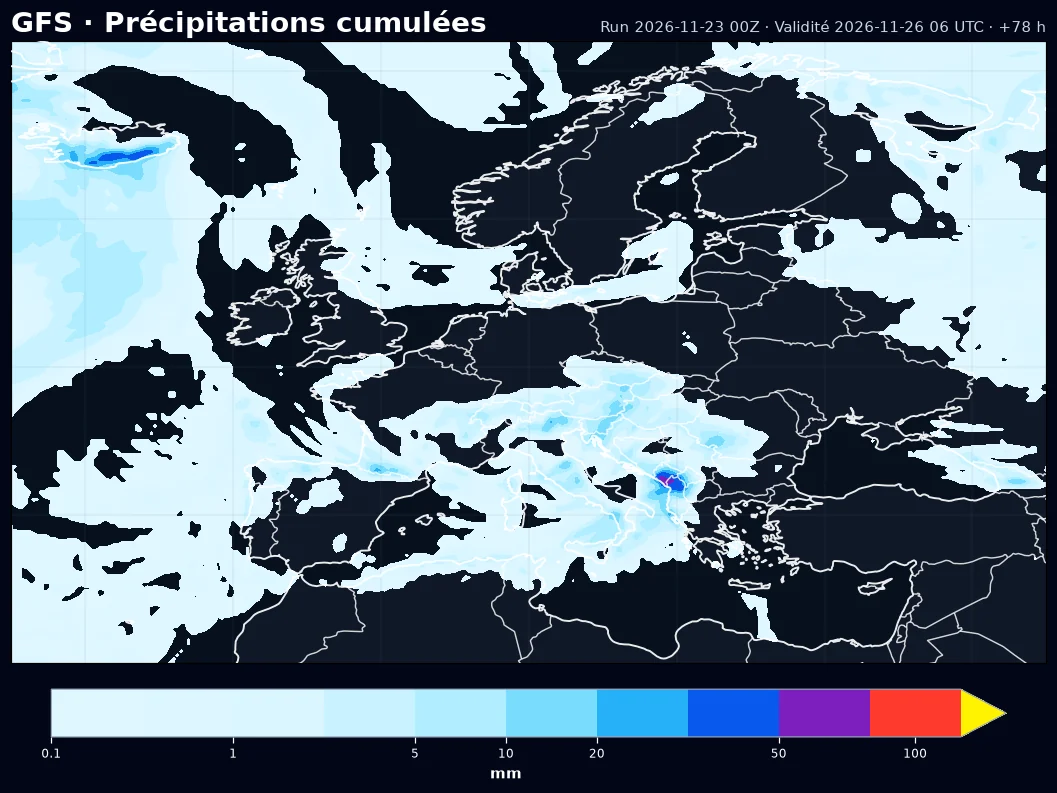 GFS · Précipitations cumulées
Run 2026-11-23 00Z · Validité 2026-11-26 06 UTC · +78 h
0.1 1 5 10 20 50 100
mm